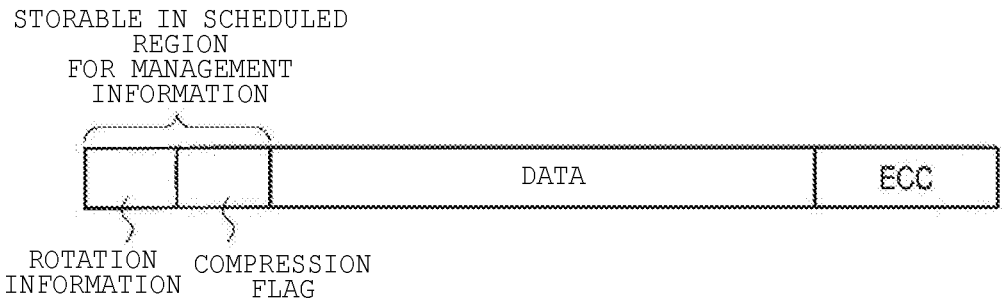 STORABLE IN SCHEDULED
REGION
FOR MANAGEMENT
INFORMATION
DATA
ECC
ROTATION
INFORMATION
COMPRESSION
FLAG